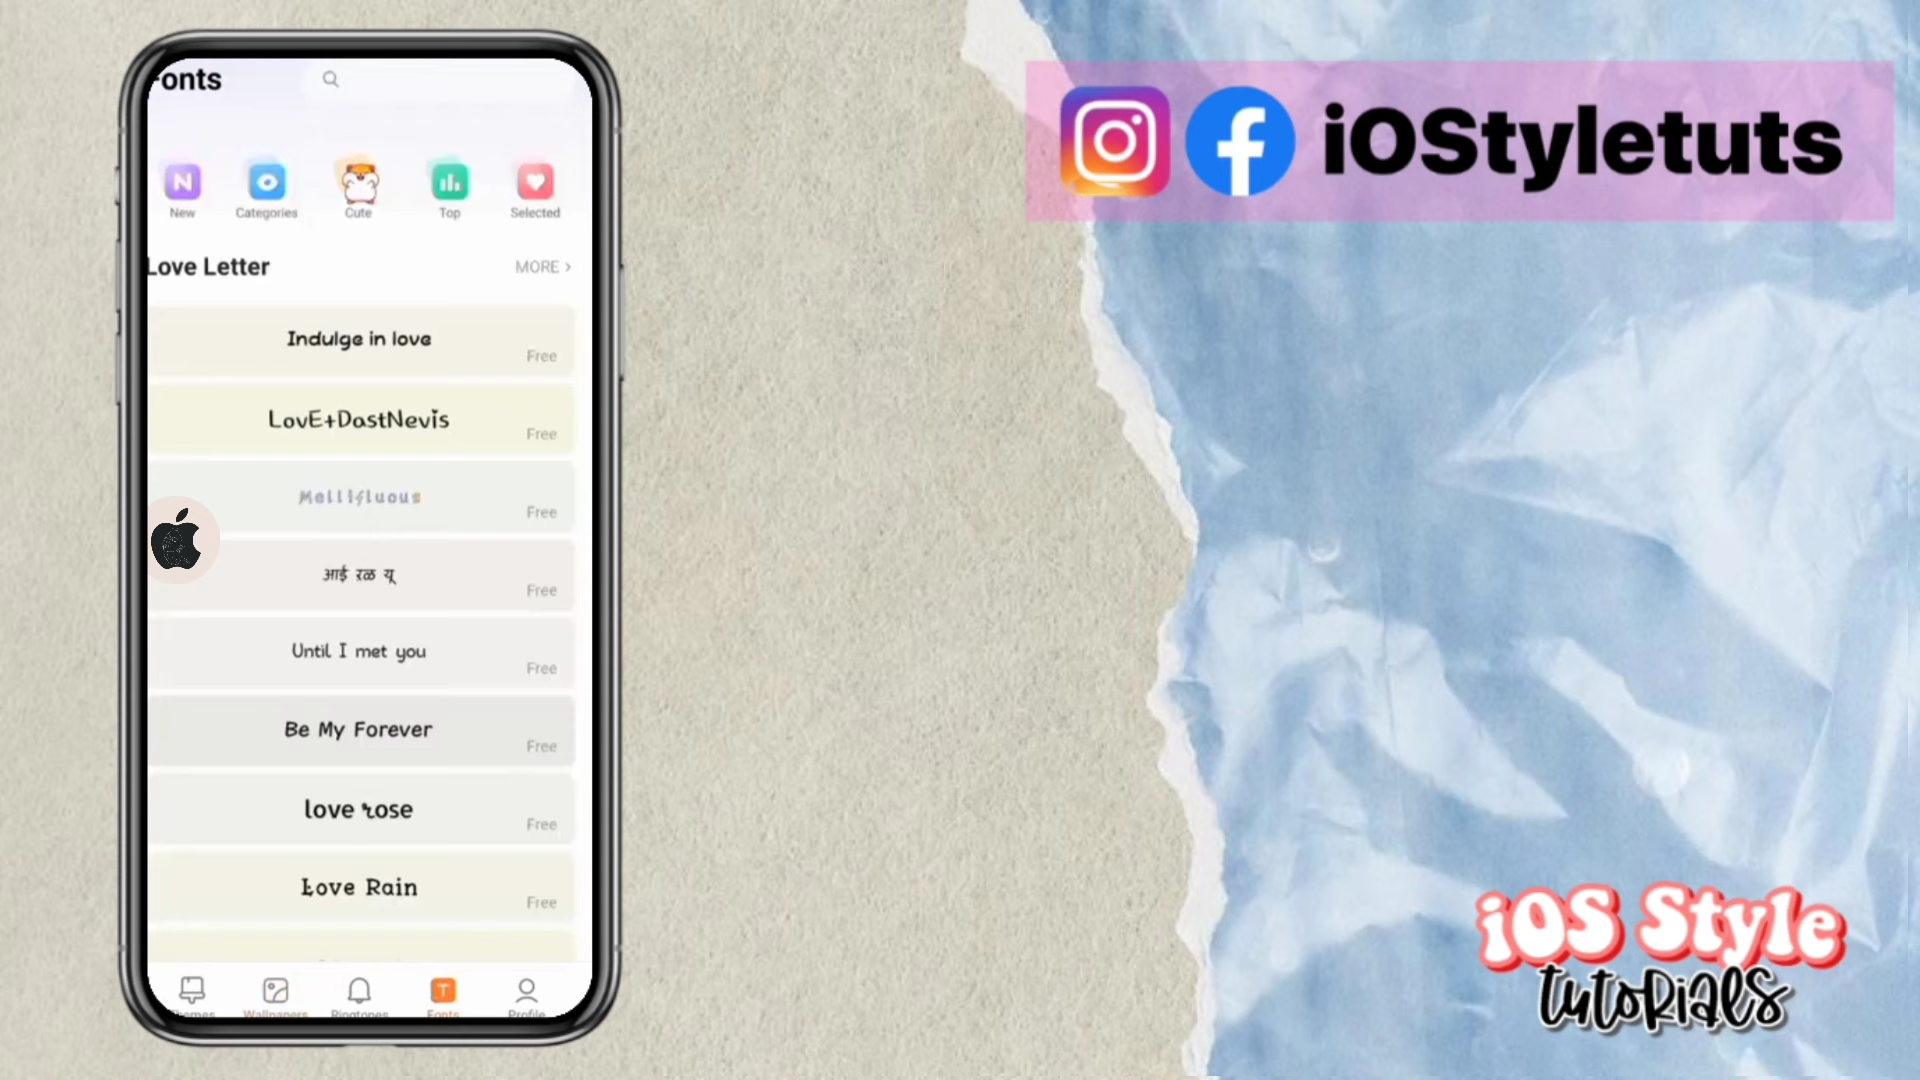 Fonts
New
Categories
Cute
Top
Selected
Love Letter
MORE ›
Indulge in love
Free
LovE+DastNevis
Free
Mellifluous
Free
आई रळ यू
Free
Until I met you
Free
Be My Forever
Free
love rose
Free
Love Rain
Free
Themes
Wallpapers
Ringtones
Fonts
Profile
iOStyletuts
iOS Style
tutorials